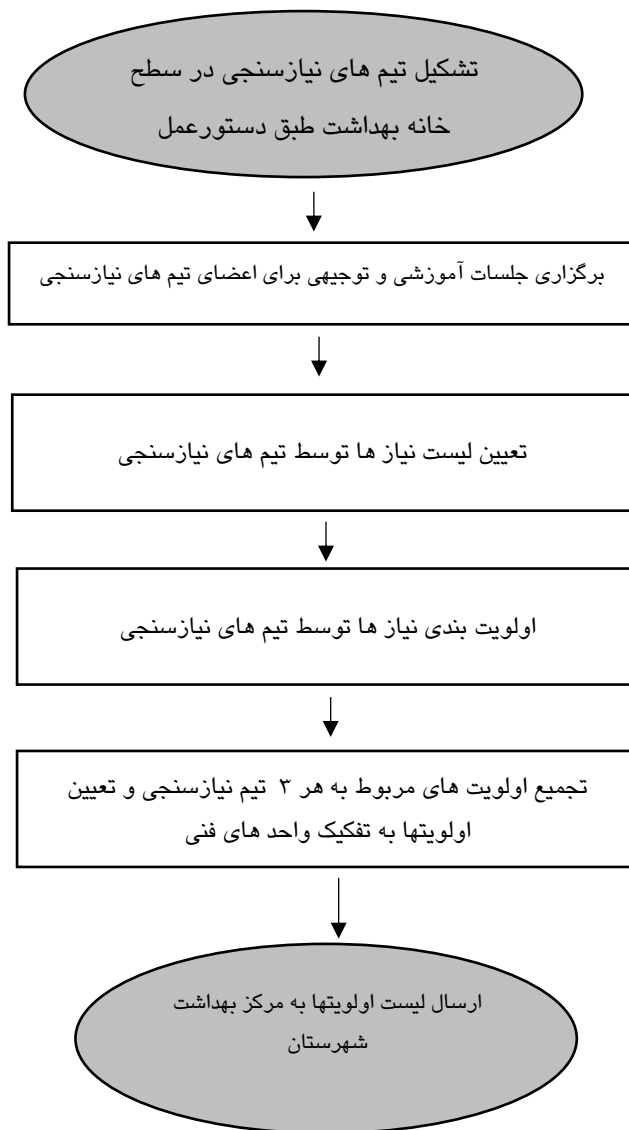 تشکیل تیم های نیازسنجی در سطح
خانه بهداشت طبق دستورعمل
برگزاری جلسات آموزشی و توجیهی برای اعضای تیم های نیازسنجی
تعیین لیست نیاز ها توسط تیم های نیازسنجی
اولویت بندی نیاز ها توسط تیم های نیازسنجی
تجمیع اولویت های مربوط به هر ۳ تیم نیازسنجی و تعیین
اولویتها به تفکیک واحد های فنی
ارسال لیست اولویتها به مرکز بهداشت
شهرستان